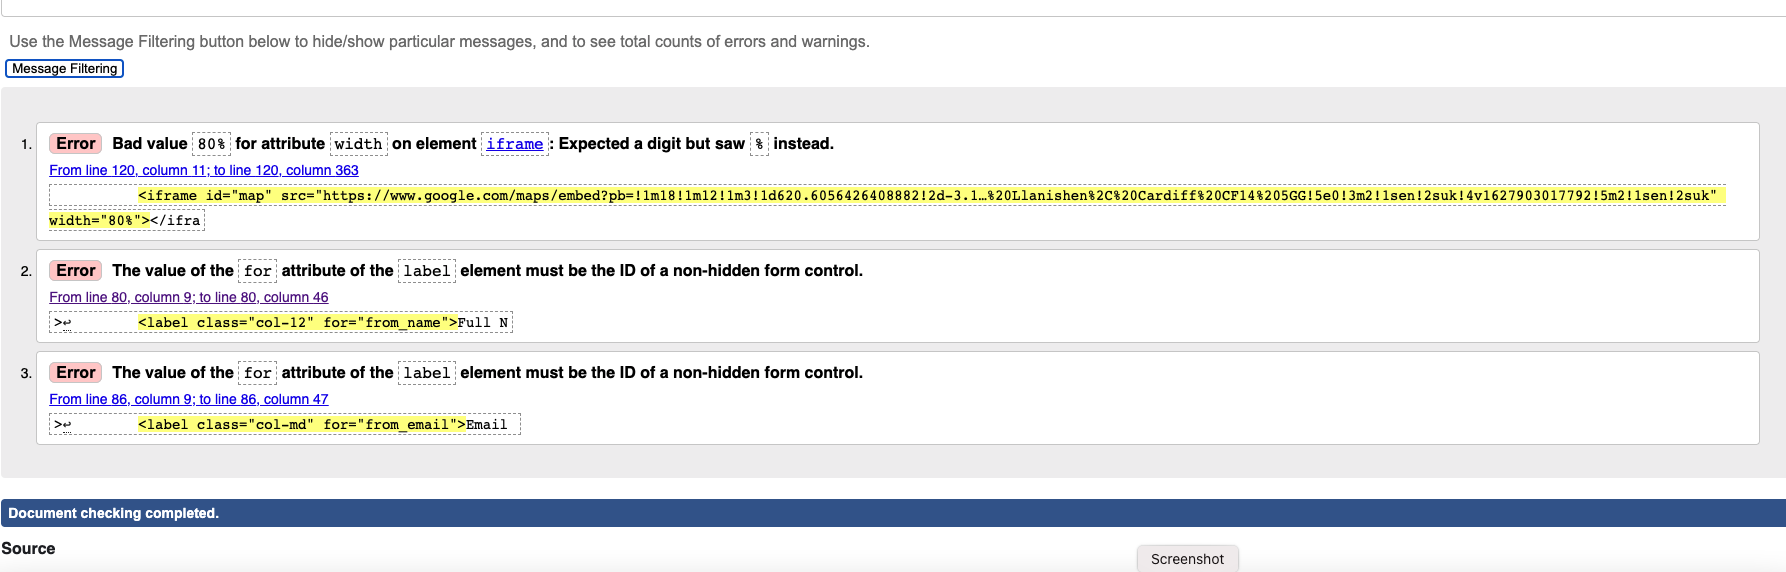 Use the Message Filtering button below to hide/show particular messages, and to see total counts of errors and warnings.
Message Filtering
1. Error Bad value 80% for attribute width on element iframe: Expected a digit but saw % instead.
From line 120, column 11; to line 120, column 363
<iframe id="map" src="https://www.google.com/maps/embed?pb=!1m18!1m12!1m3!1d620.6056426408882!2d-3.1…%20Llanishen%2C%20Cardiff%20CF14%205GG!5e0!3m2!1sen!2suk!4v1627903017792!5m2!1sen!2suk"
width="80%"></ifra
2. Error The value of the for attribute of the label element must be the ID of a non-hidden form control.
From line 80, column 9; to line 80, column 46
>↩ <label class="col-12" for="from_name">Full N
3. Error The value of the for attribute of the label element must be the ID of a non-hidden form control.
From line 86, column 9; to line 86, column 47
>↩ <label class="col-md" for="from_email">Email
Document checking completed.
Source
Screenshot